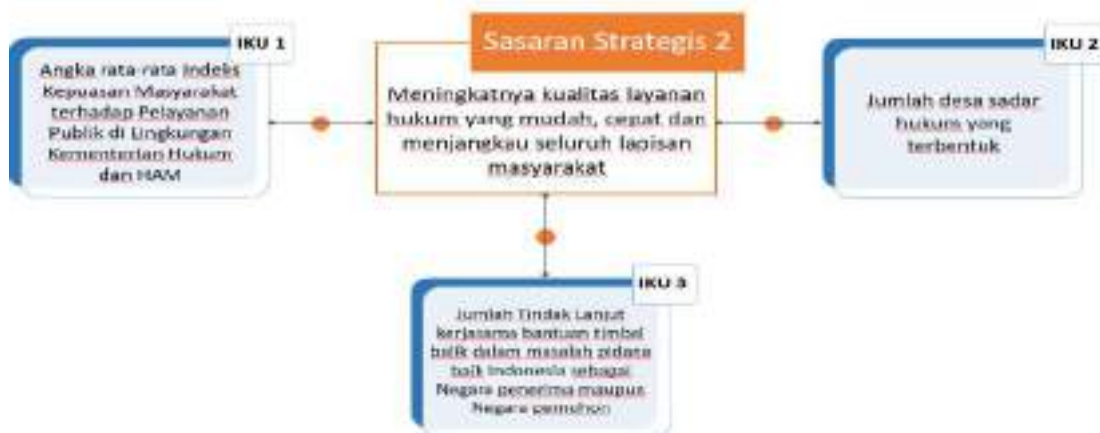 IKU 1
Angka rata-rata Indeks
Kepuasan Masyarakat
terhadap Pelayanan
Publik di Lingkungan
Kementerian Hukum
dan HAM
Sasaran Strategis 2
Meningkatnya kualitas layanan
hukum yang mudah, cepat dan
menjangkau seluruh lapisan
masyarakat
IKU 2
Jumlah desa sadar
hukum yang
terbentuk
IKU 3
Jumlah Tindak Lanjut
kerjasama bantuan timbal
balik dalam masalah pidana
baik Indonesia sebagai
Negara penerima maupun
Negara pemohon